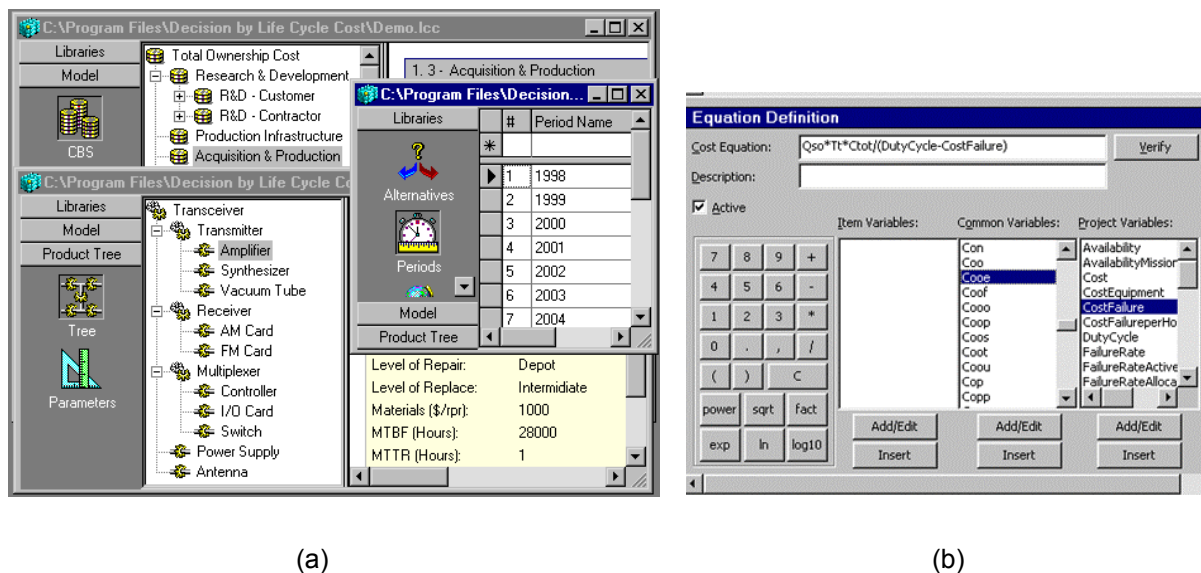 C:\Program Files\Decision by Life Cycle Cost\Demo.lcc
Libraries
Model
CBS
Total Ownership Cost
Research & Development
R&D - Customer
R&D - Contractor
Production Infrastructure
Acquisition & Production
1. 3 - Acquisition & Production
C:\Program Files\Decision...
Libraries
Alternatives
Periods
Model
Product Tree
# Period Name
*
1 1998
2 1999
3 2000
4 2001
5 2002
6 2003
7 2004
C:\Program Files\Decision by Life Cycle
Libraries
Model
Product Tree
Tree
Parameters
Transceiver
Transmitter
Amplifier
Synthesizer
Vacuum Tube
Receiver
AM Card
FM Card
Multiplexer
Controller
I/O Card
Switch
Power Supply
Antenna
Level of Repair: Depot
Level of Replace: Intermidiate
Materials ($/rpr): 1000
MTBF (Hours): 28000
MTTR (Hours): 1
(a)
Equation Definition
Cost Equation: Qso*Tt*Ctot/(DutyCycle-CostFailure) Verify
Description:
Active
Item Variables: Common Variables: Project Variables:
7 8 9 +
4 5 6 -
1 2 3 *
0 . , /
( ) C
power sqrt fact
exp ln log10
Con
Coo
Cooe
Coof
Cooo
Coop
Coos
Coot
Coou
Cop
Copp
Availability
AvailabilityMission
Cost
CostEquipment
CostFailure
CostFailureperHo
DutyCycle
FailureRate
FailureRateActive
FailureRateAlloca
Add/Edit Add/Edit Add/Edit
Insert Insert Insert
(b)